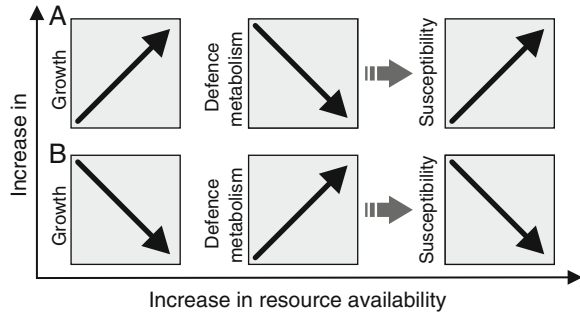 A
Growth
Defence
metabolism
Susceptibility
B
Growth
Defence
metabolism
Susceptibility
Increase in
Increase in resource availability